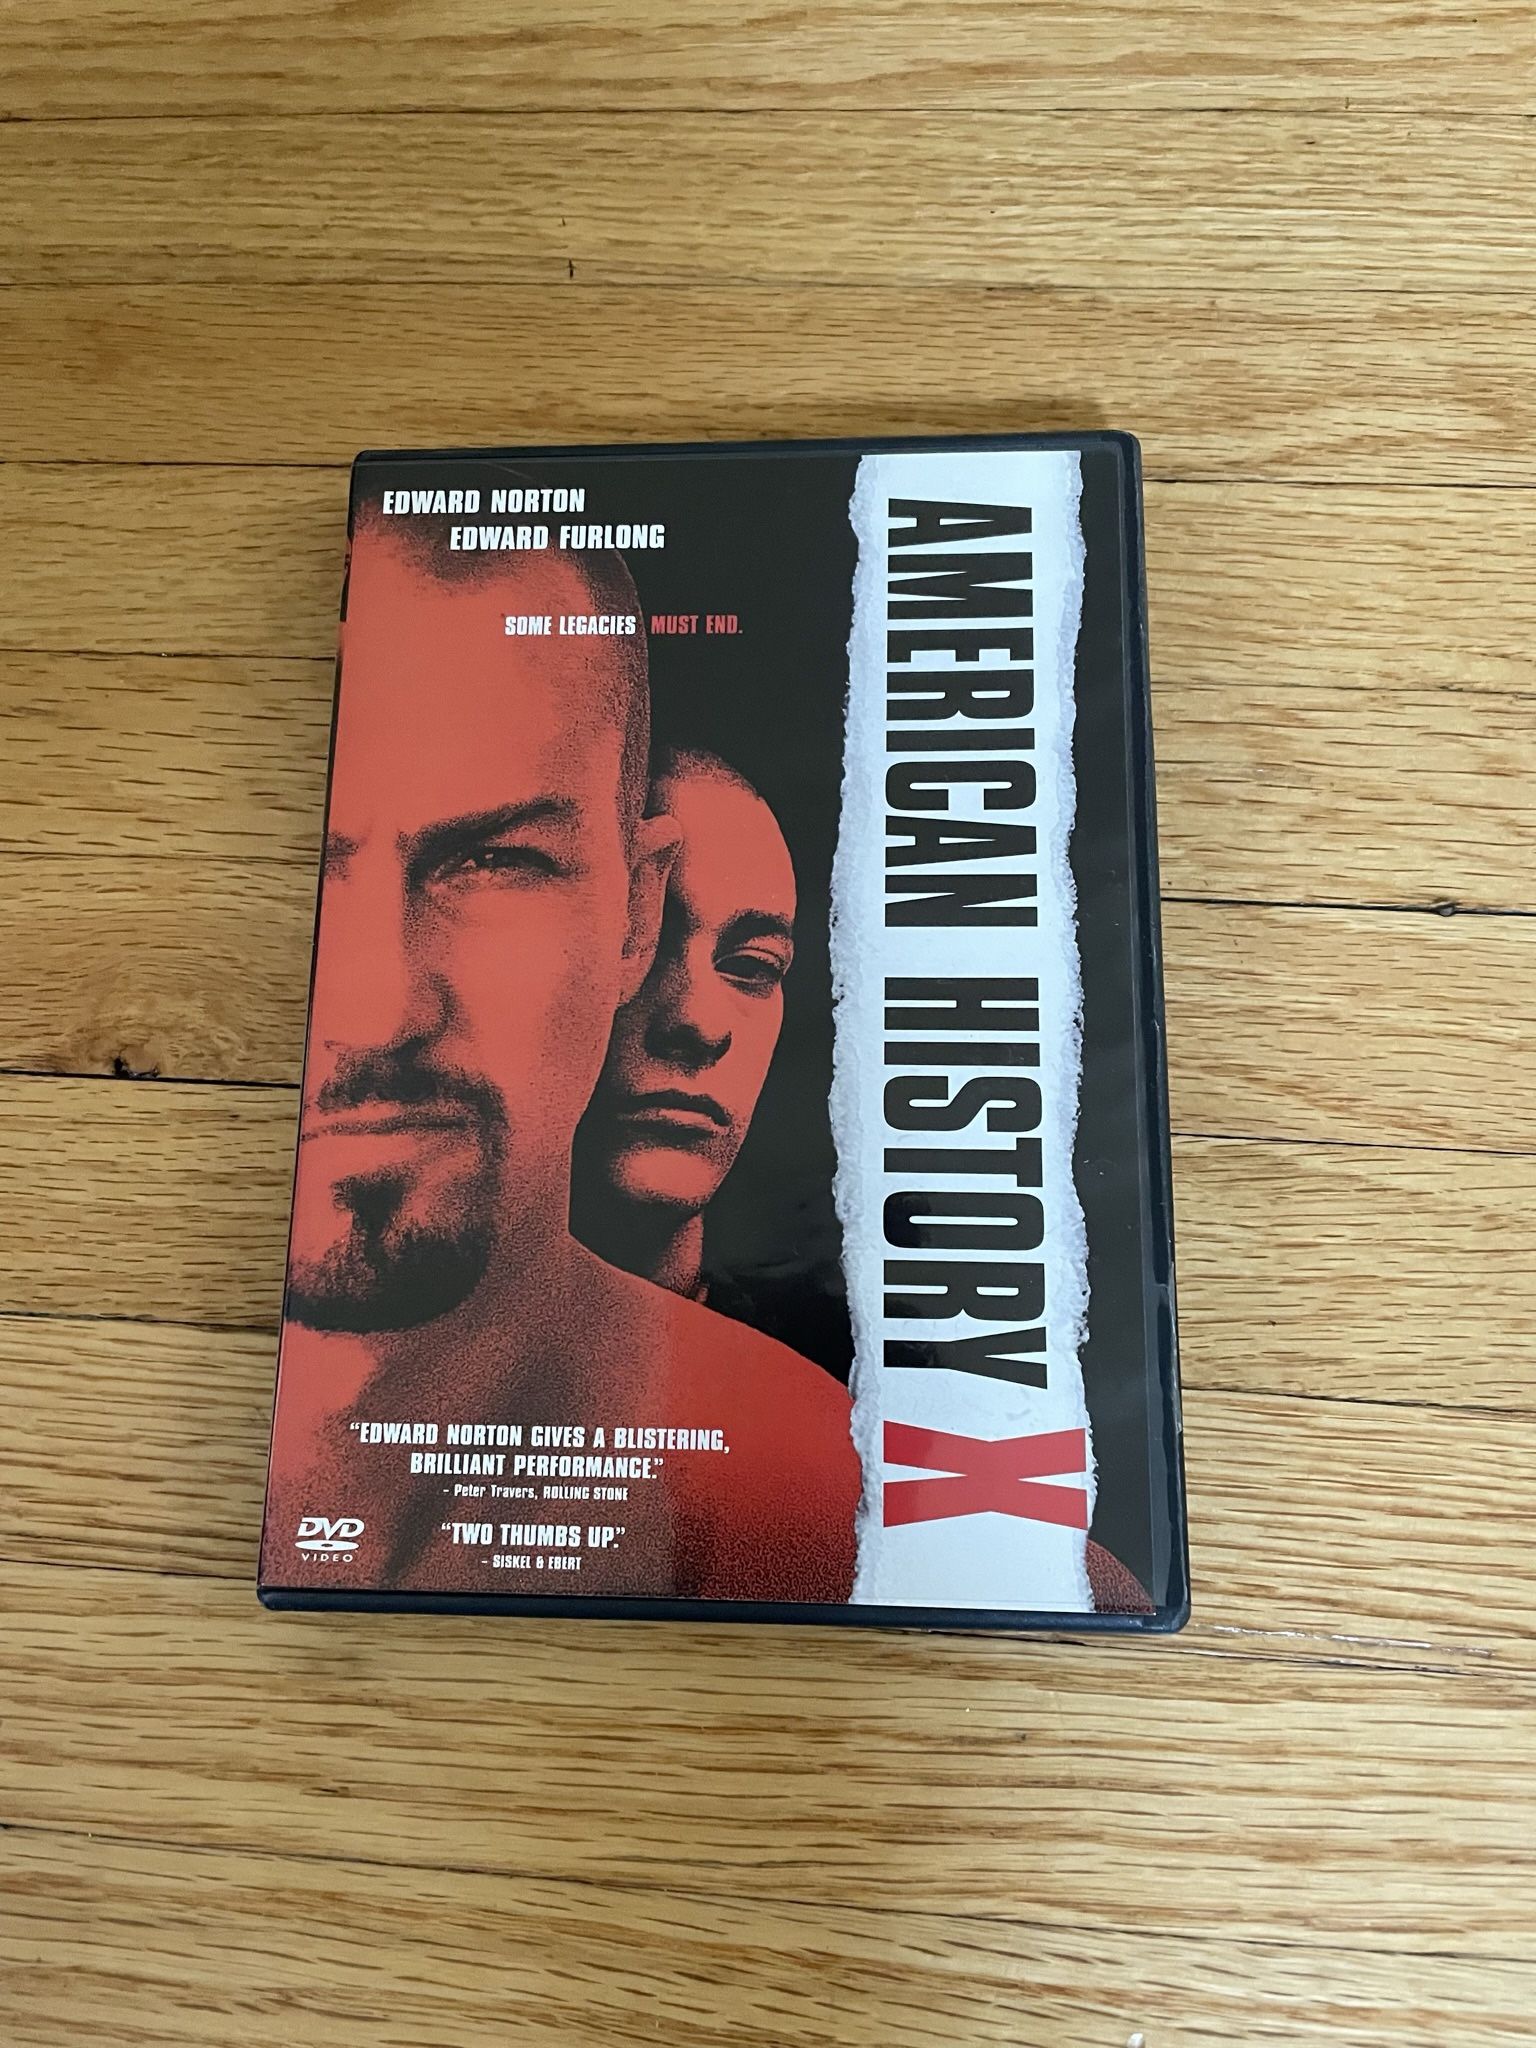 EDWARD NORTON
EDWARD FURLONG
SOME LEGACIES MUST END.
AMERICAN HISTORY X
“EDWARD NORTON GIVES A BLISTERING,
BRILLIANT PERFORMANCE.”
- Peter Travers, ROLLING STONE
“TWO THUMBS UP.”
- SISKEL & EBERT
DVD
VIDEO